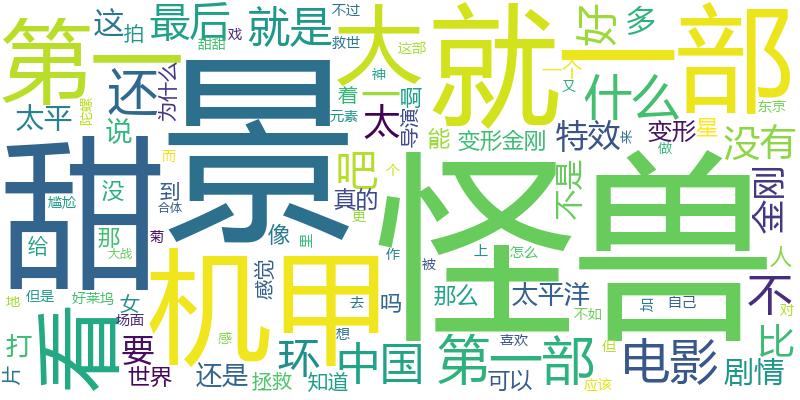 第一
这
拍
最后
甜甜
戏
就是
不过
救世
大
这部
神
就
一部
好
多
一个
又
东京
还
为什么
着
啊
一
元素
导演
太
什么
星
太平
陀螺
说
景
吧
能
变形金刚
特效
来
变形
做
没有
甜
尴尬
没
而
到
合体
真的
个
更
怪兽
不是
金刚
给
那
大战
菊
像
里
作
上
怎么
人
但是
好莱坞
地
女
机甲
感觉
去
吗
被
那么
太平洋
不如
员
自己
不
对
看
场面
感
想
打
片
要
世界
还是
环
拯救
知道
中国
第一部
喜欢
可以
但
应该
电影
比
剧情